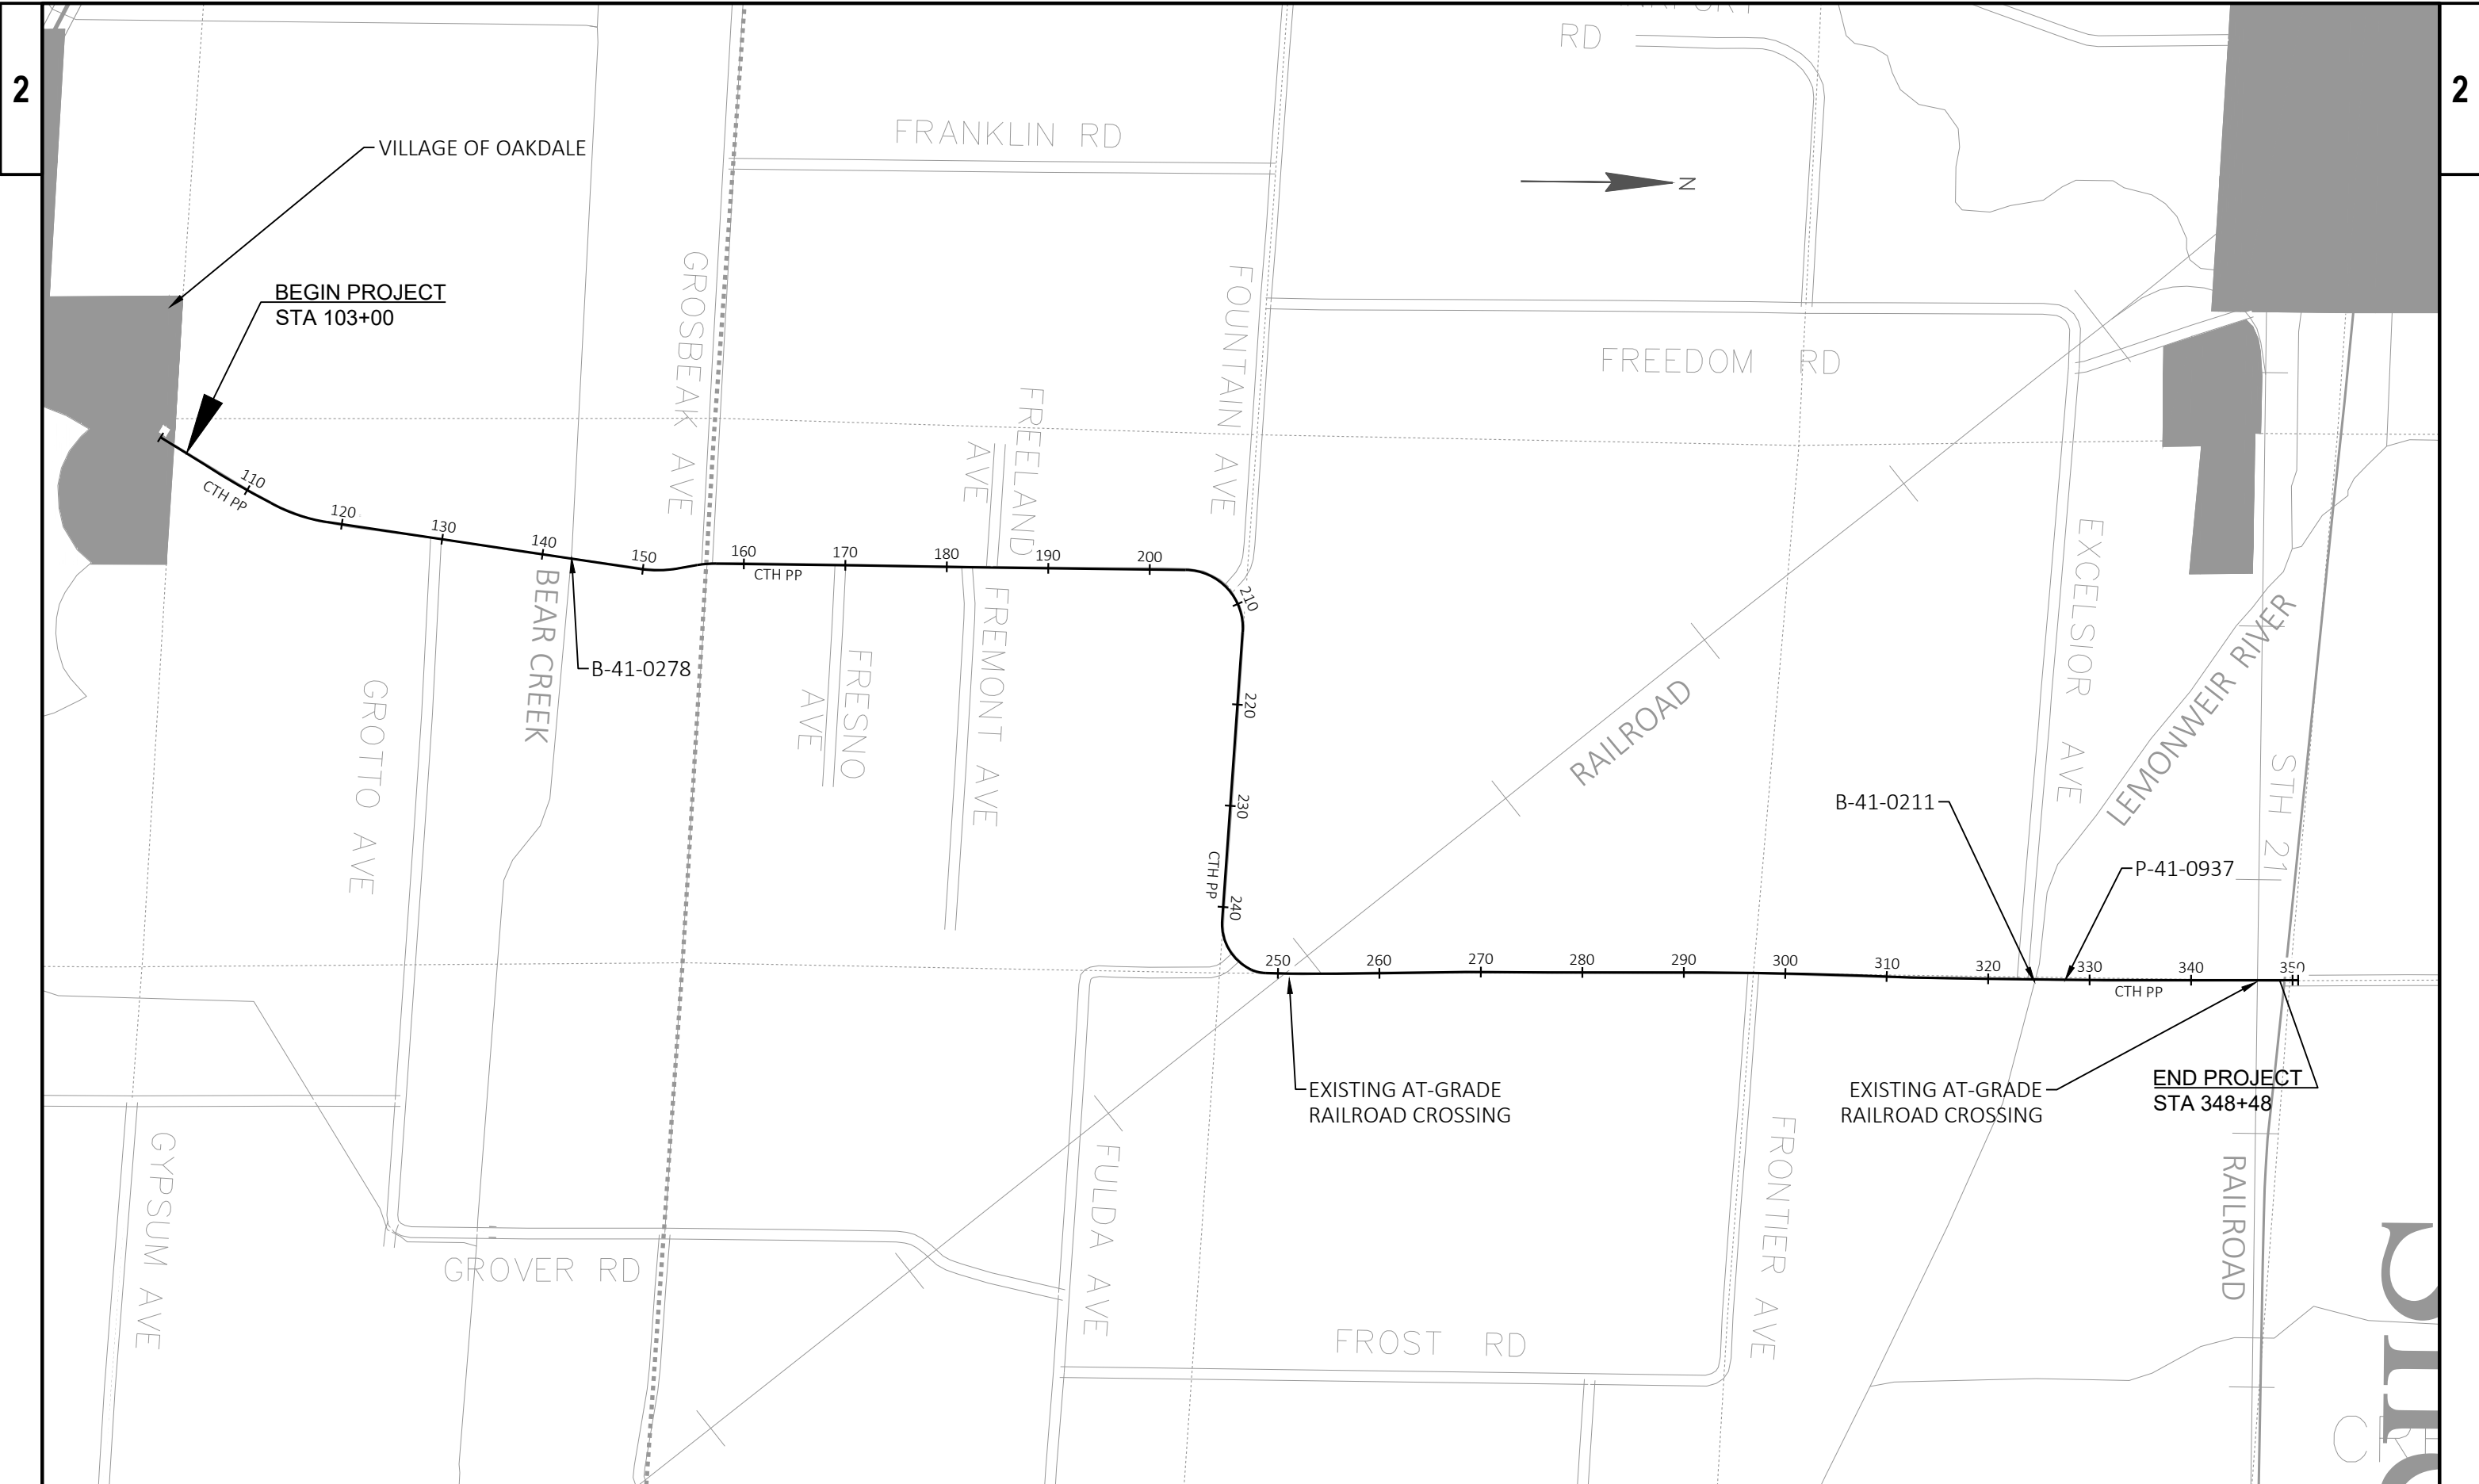 2
2
RD
FRANKLIN RD
VILLAGE OF OAKDALE
N
BEGIN PROJECT
STA 103+00
GROSBEAK AVE
FOUNTAIN AVE
FREEDOM RD
FREELAND
AVE
110
CTH PP
120
130
140
150
160
170
180
190
200
210
CTH PP
BEAR CREEK
B-41-0278
GROTTO AVE
FRESNO
AVE
FREMONT AVE
220
230
240
CTH PP
RAILROAD
EXCELSIOR AVE
LEMONWEIR RIVER
STH 21
B-41-0211
P-41-0937
250
260
270
280
290
300
310
320
330
340
350
CTH PP
EXISTING AT-GRADE
RAILROAD CROSSING
EXISTING AT-GRADE
RAILROAD CROSSING
END PROJECT
STA 348+48
GYPSUM AVE
GROVER RD
FULDA AVE
FROST RD
FRONTIER AVE
RAILROAD